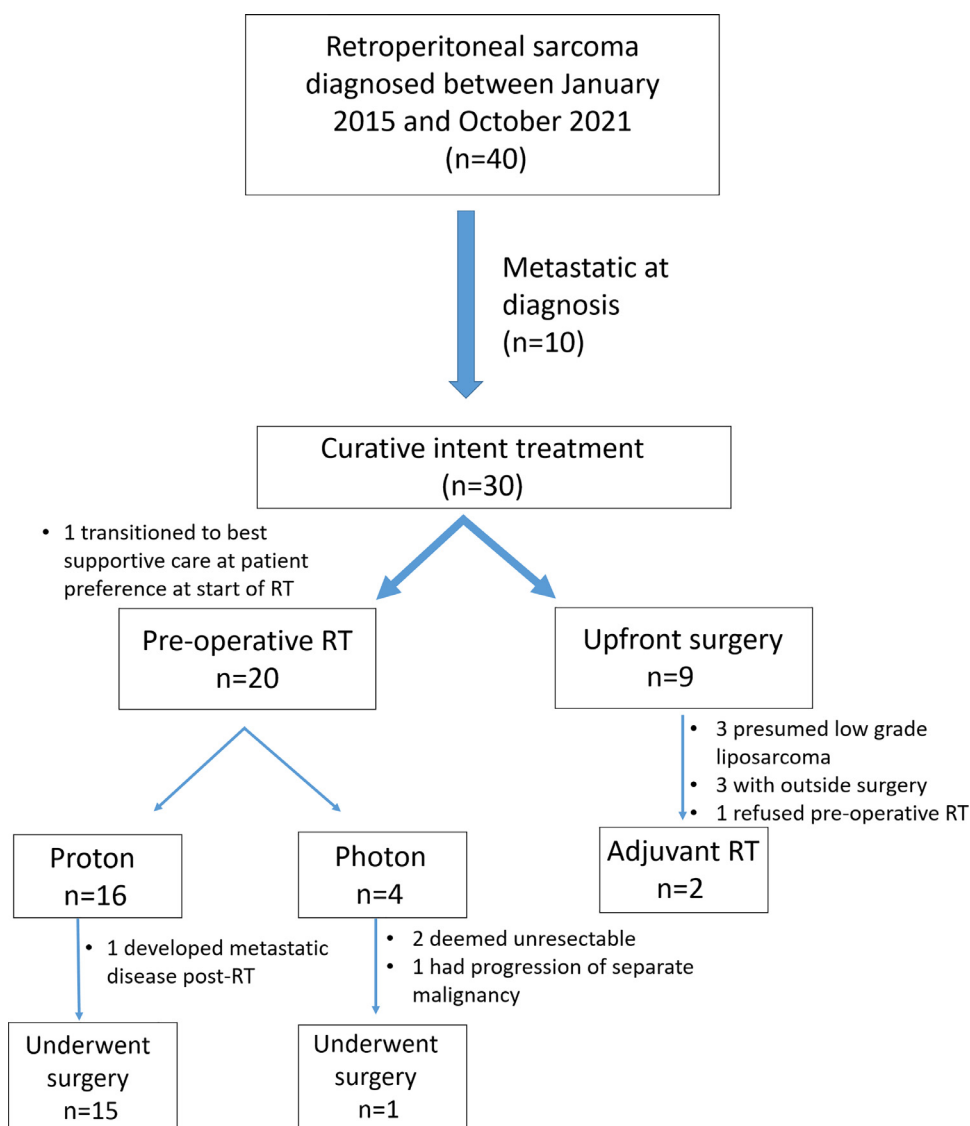 Retroperitoneal sarcoma
diagnosed between January
2015 and October 2021
(n=40)
Metastatic at
diagnosis
(n=10)
Curative intent treatment
(n=30)
• 1 transitioned to best
supportive care at patient
preference at start of RT
Pre-operative RT
n=20
Upfront surgery
n=9
• 3 presumed low grade
liposarcoma
• 3 with outside surgery
• 1 refused pre-operative RT
Proton
n=16
Photon
n=4
Adjuvant RT
n=2
• 1 developed metastatic
disease post-RT
• 2 deemed unresectable
• 1 had progression of separate
malignancy
Underwent
surgery
n=15
Underwent
surgery
n=1